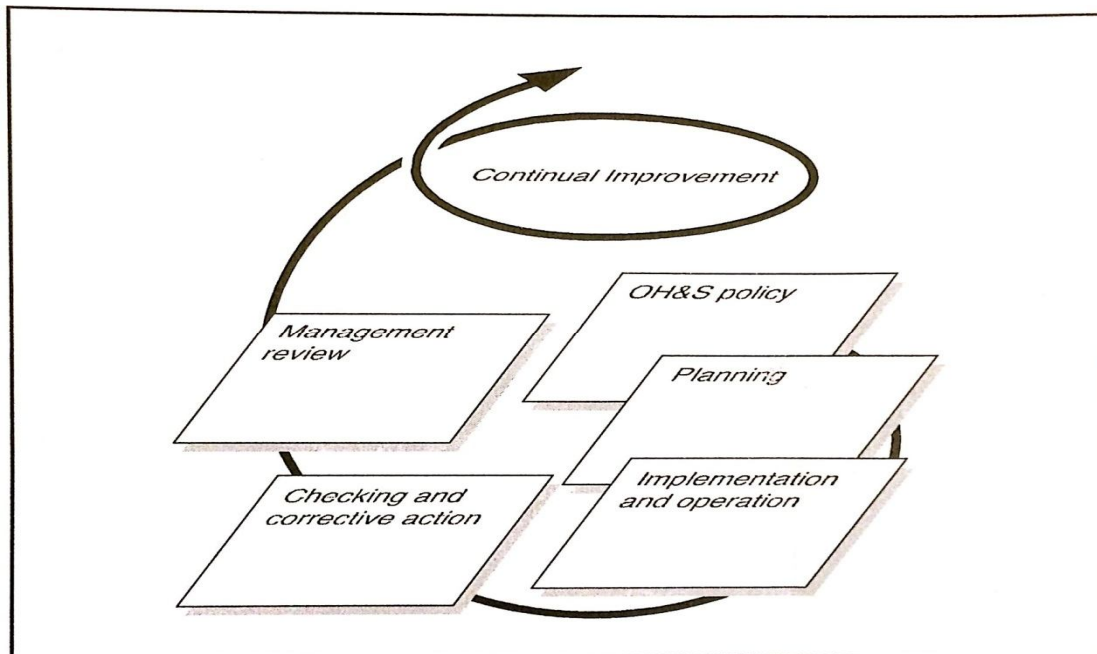 Continual Improvement
OH&S policy
Management
review
Planning
Implementation
and operation
Checking and
corrective action